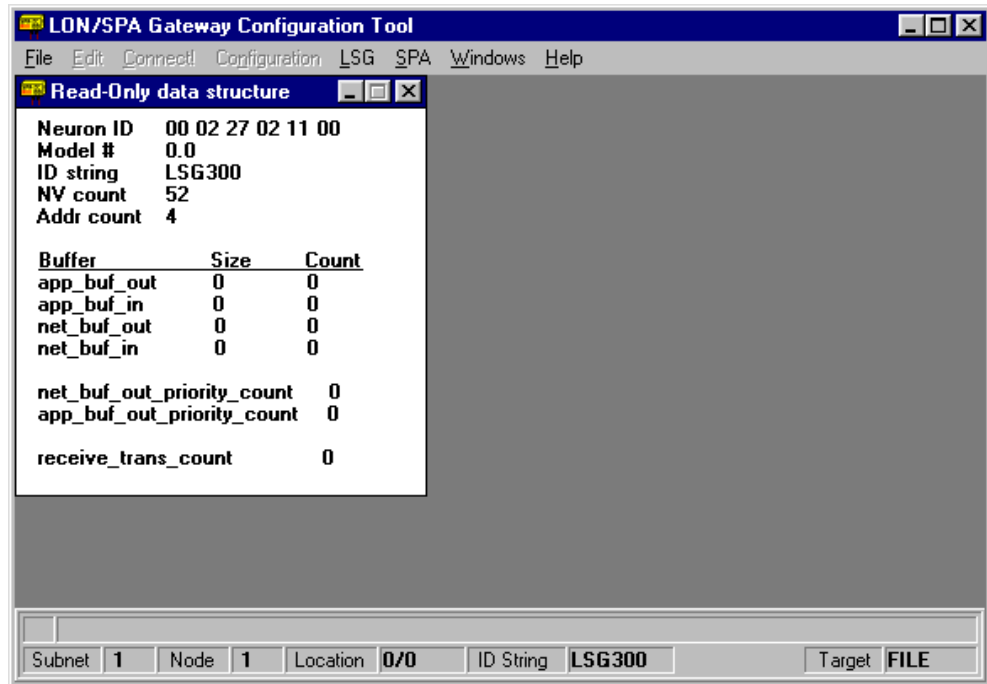 LON/SPA Gateway Configuration Tool
File Edit Connect! Configuration LSG SPA Windows Help
Read-Only data structure
Neuron ID 00 02 27 02 11 00
Model # 0.0
ID string LSG300
NV count 52
Addr count 4
Buffer Size Count
app_buf_out 0 0
app_buf_in 0 0
net_buf_out 0 0
net_buf_in 0 0
net_buf_out_priority_count 0
app_buf_out_priority_count 0
receive_trans_count 0
Subnet 1 Node 1 Location 0/0 ID String LSG300 Target FILE